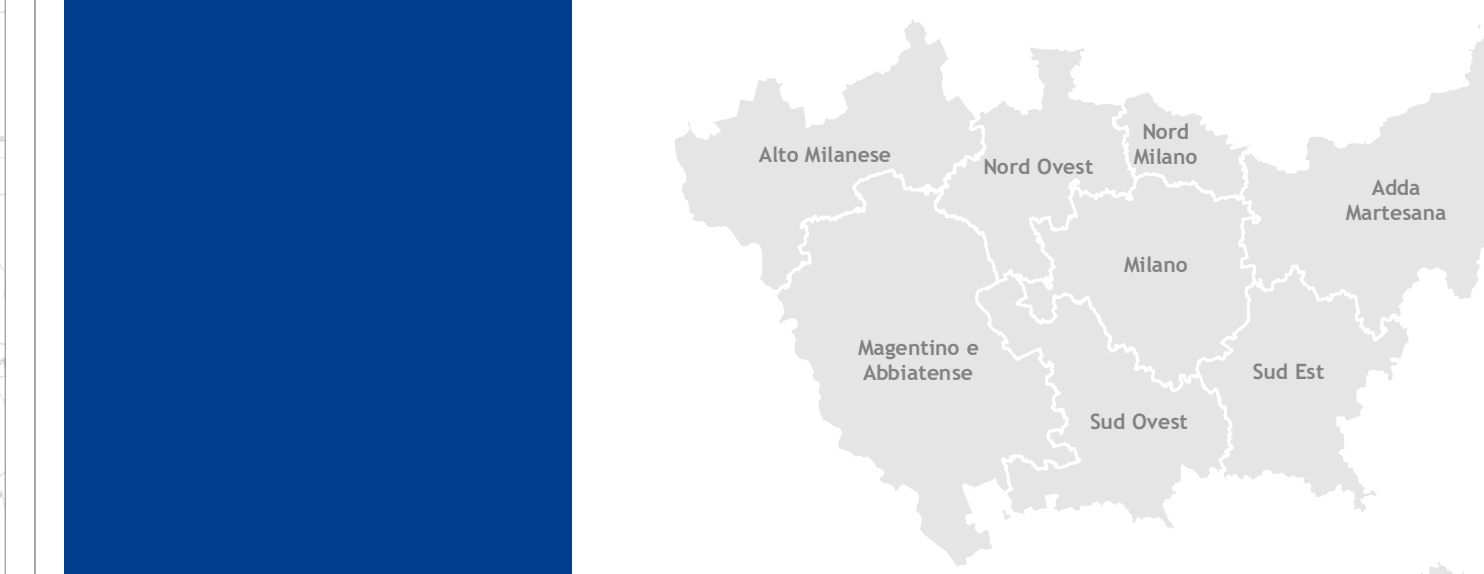 Alto Milanese
Nord Ovest
Nord
Milano
Adda
Martesana
Milano
Magentino e
Abbiatense
Sud Ovest
Sud Est